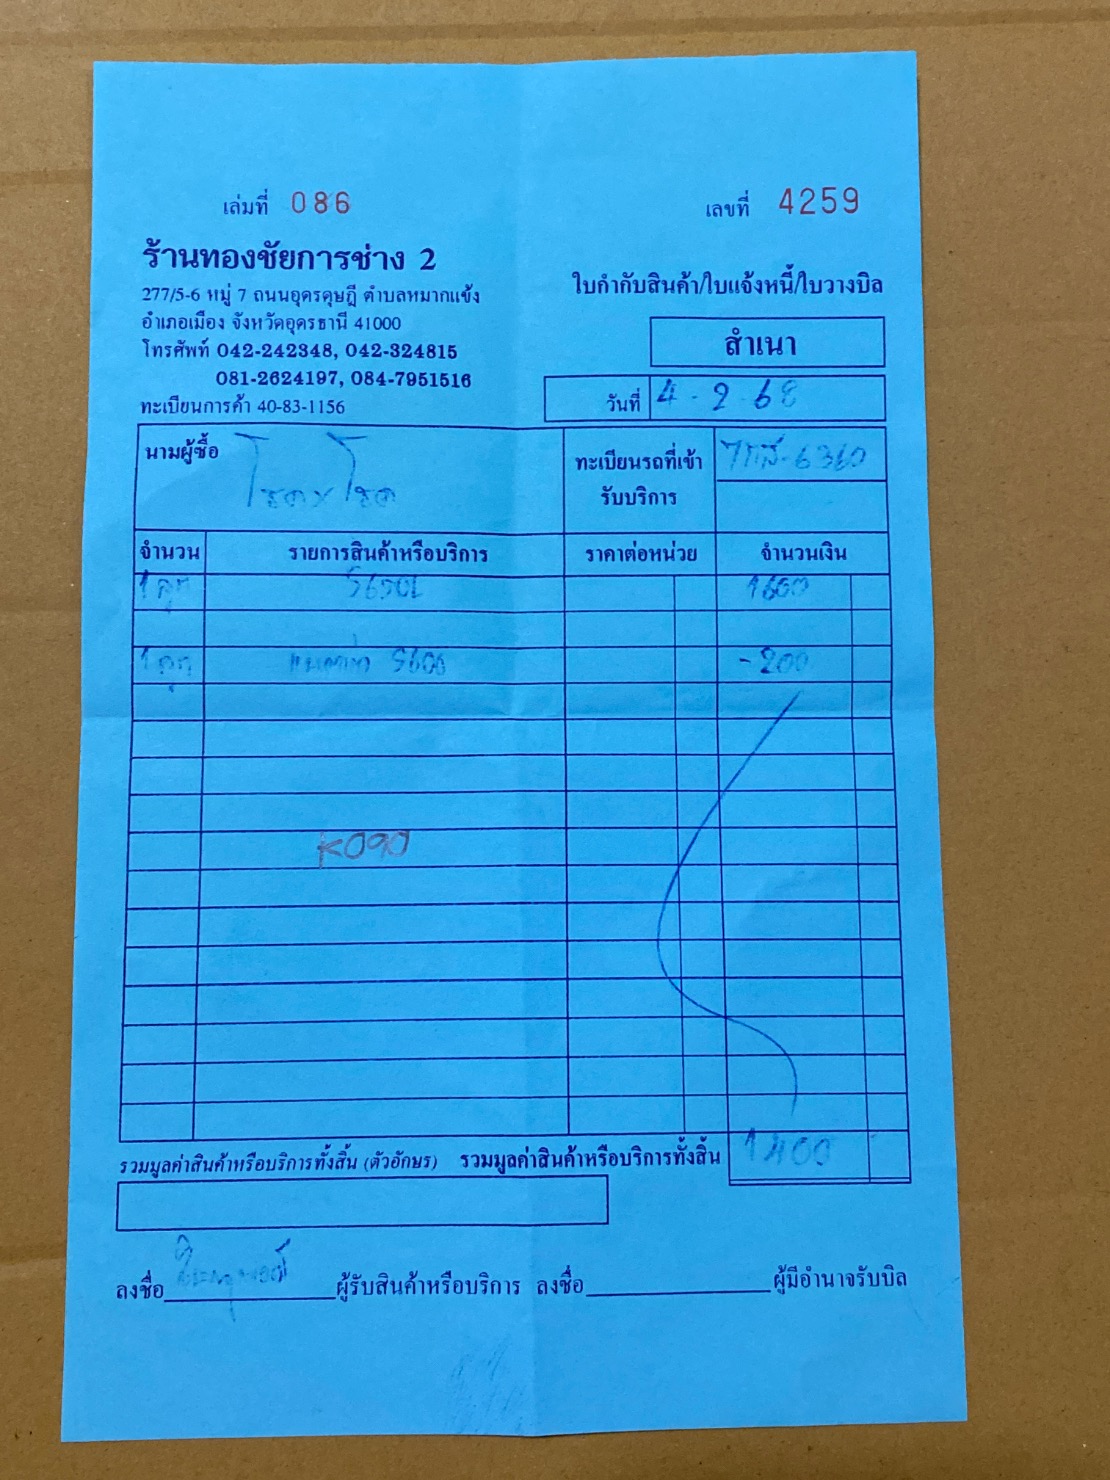 เล่มที่ 086
เลขที่ 4259
ร้านทองชัยการช่าง 2
277/5-6 หมู่ 7 ถนนอุดรดุษฎี ตำบลหมากแข้ง
อำเภอเมือง จังหวัดอุดรธานี 41000
โทรศัพท์ 042-242348, 042-324815
081-2624197, 084-7951516
ทะเบียนการค้า 40-83-1156
ใบกำกับสินค้า/ใบแจ้งหนี้/ใบวางบิล
สำเนา
วันที่ 4-2-68
นามผู้ซื้อ
ทะเบียนรถที่เข้า
รับบริการ
จำนวน รายการสินค้าหรือบริการ ราคาต่อหน่วย จำนวนเงิน
1 ลูก 1600
1 ลูก -200
K090
รวมมูลค่าสินค้าหรือบริการทั้งสิ้น (ตัวอักษร) รวมมูลค่าสินค้าหรือบริการทั้งสิ้น 1400
ลงชื่อ ผู้รับสินค้าหรือบริการ ลงชื่อ ผู้มีอำนาจรับบิล